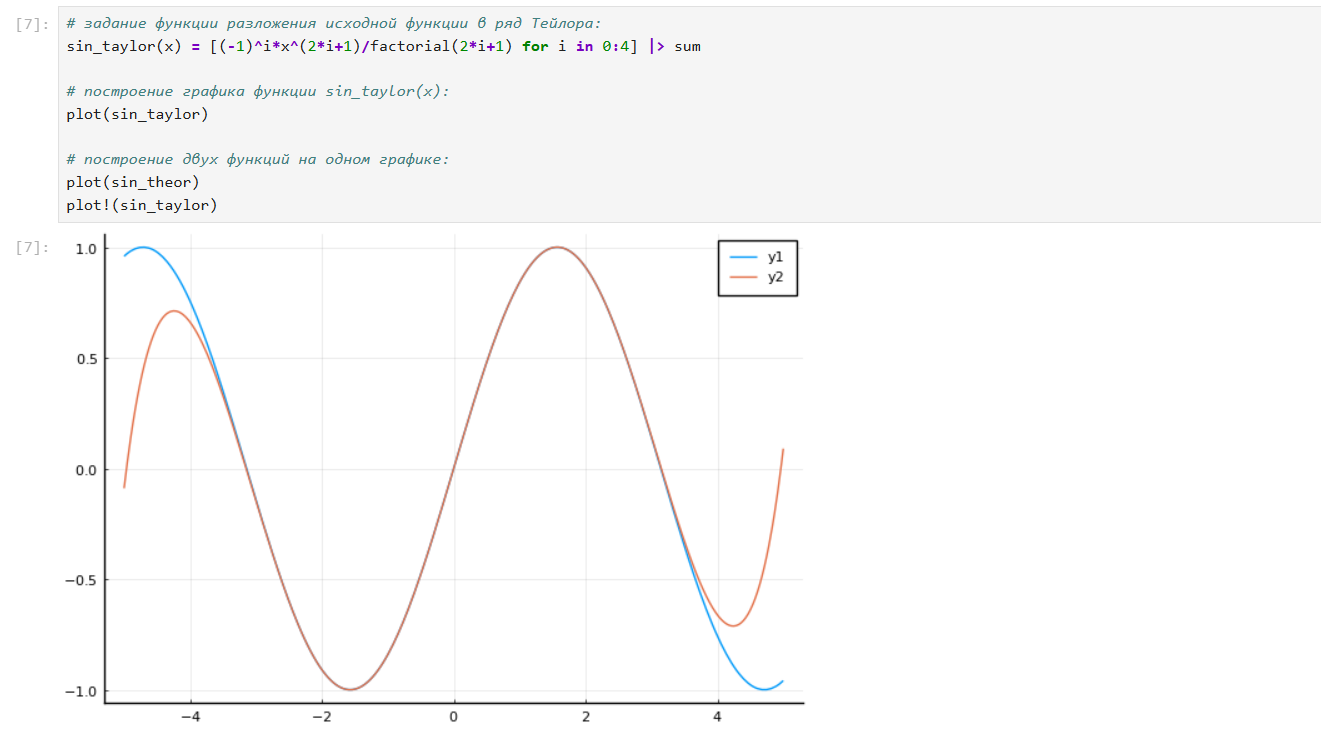 [7]: # задание функции разложения исходной функции в ряд Тейлора:
sin_taylor(x) = [(-1)^i*x^(2*i+1)/factorial(2*i+1) for i in 0:4] |> sum
# построение графика функции sin_taylor(x):
plot(sin_taylor)
# построение двух функций на одном графике:
plot(sin_theor)
plot!(sin_taylor)
[7]:
1.0
0.5
0.0
−0.5
−1.0
−4 −2 0 2 4
y1
y2